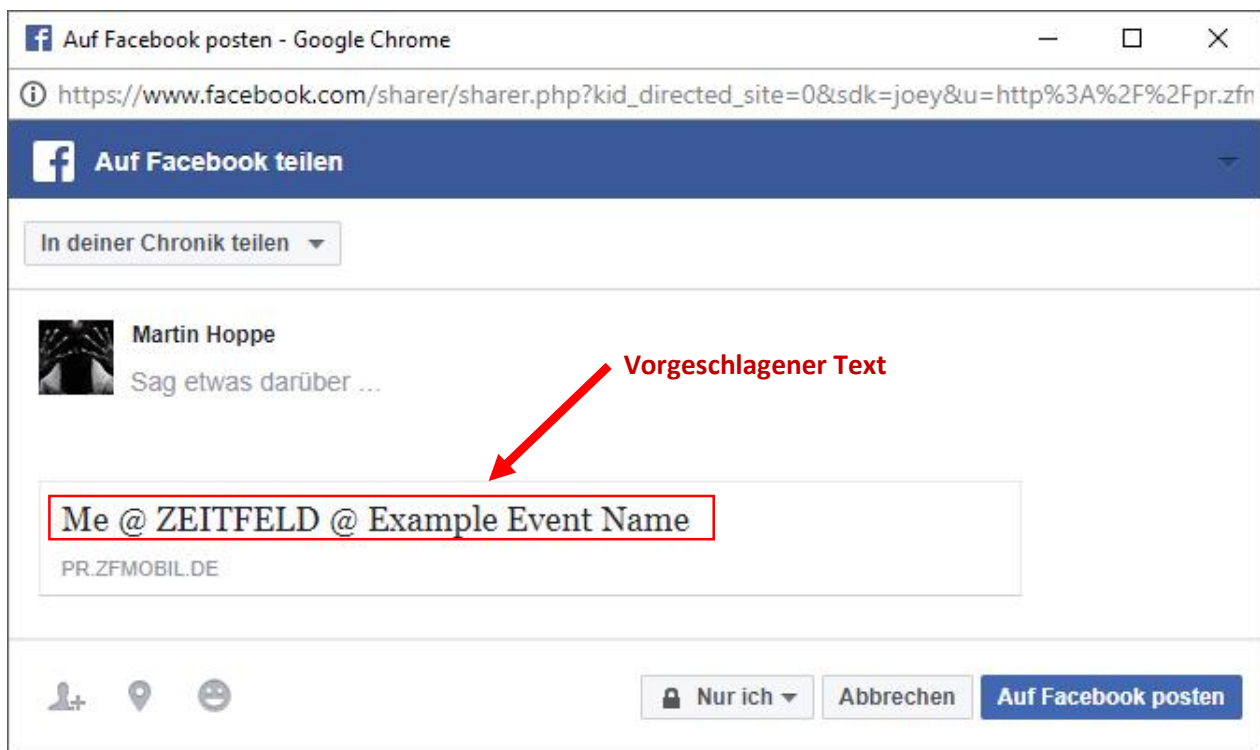 Auf Facebook posten - Google Chrome
https://www.facebook.com/sharer/sharer.php?kid_directed_site=0&sdk=joey&u=http%3A%2F%2Fpr.zfm
Auf Facebook teilen
In deiner Chronik teilen
Martin Hoppe
Sag etwas darüber ...
Vorgeschlagener Text
Me @ ZEITFELD @ Example Event Name
PR.ZFMOBIL.DE
Nur ich Abbrechen Auf Facebook posten